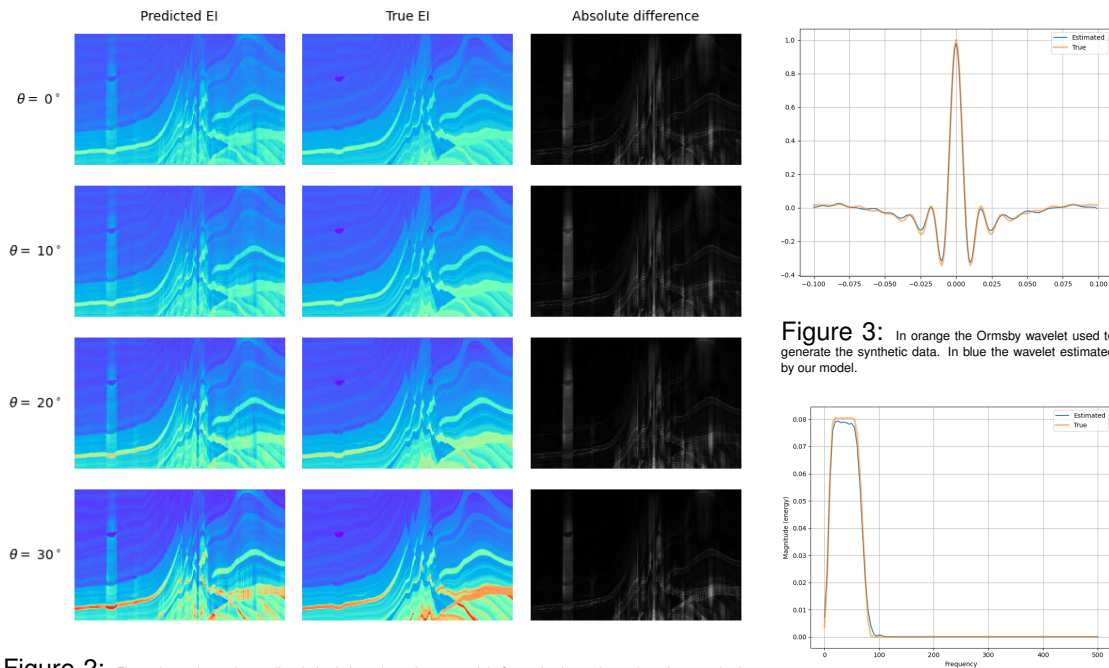 Predicted EI
True EI
Absolute difference
θ = 0°
θ = 10°
θ = 20°
θ = 30°
Estimated
True
1.0
0.8
0.6
0.4
0.2
0.0
−0.2
−0.4
−0.100 −0.075 −0.050 −0.025 0.000 0.025 0.050 0.075 0.100
Figure 3: In orange the Ormsby wavelet used to
generate the synthetic data. In blue the wavelet estimated
by our model.
Estimated
True
Magnitude (energy)
0.08
0.07
0.06
0.05
0.04
0.03
0.02
0.01
0.00
0 100 200 300 400 500
Frequency
Figure 2: